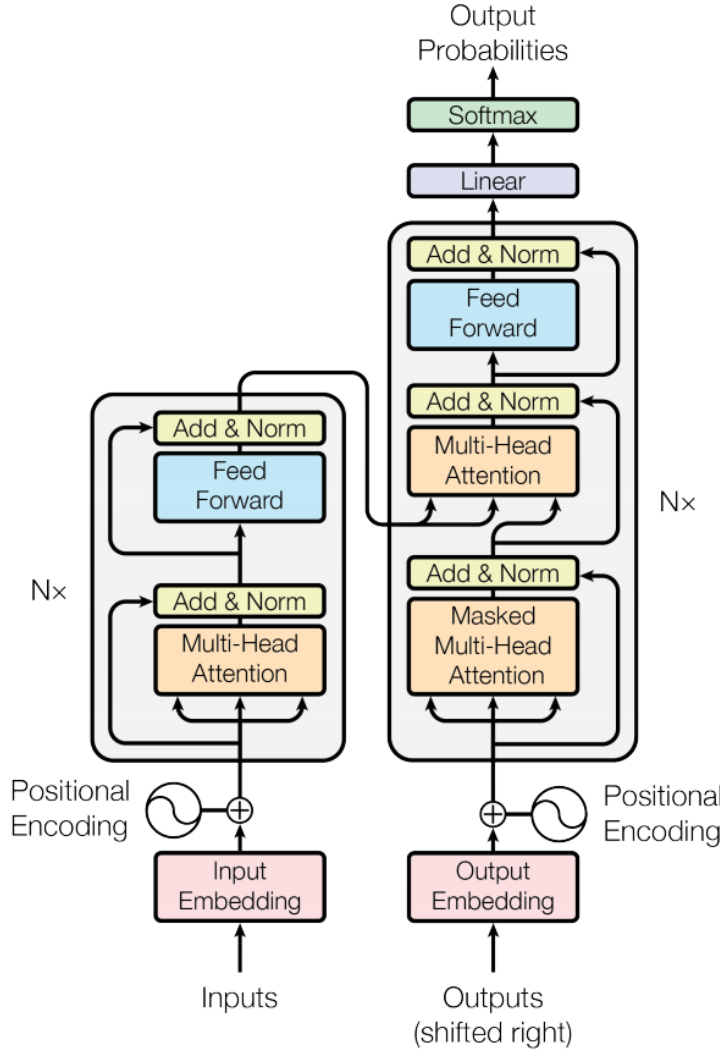 Output
Probabilities
Softmax
Linear
Add & Norm
Feed
Forward
Add & Norm
Multi-Head
Attention
Add & Norm
Masked
Multi-Head
Attention
N×
Add & Norm
Feed
Forward
Add & Norm
Multi-Head
Attention
N×
Positional
Encoding
Positional
Encoding
Input
Embedding
Output
Embedding
Inputs
Outputs
(shifted right)